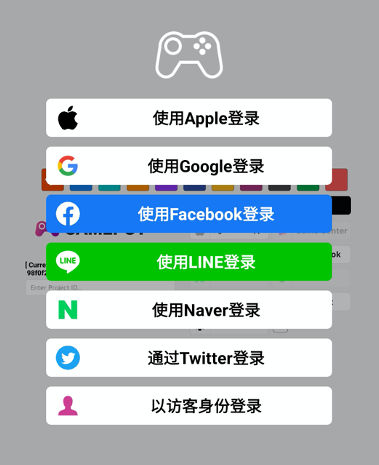 使用Apple登录
使用Google登录
使用Facebook登录
LINE
使用LINE登录
使用Naver登录
通过Twitter登录
以访客身份登录
Enter Project ID